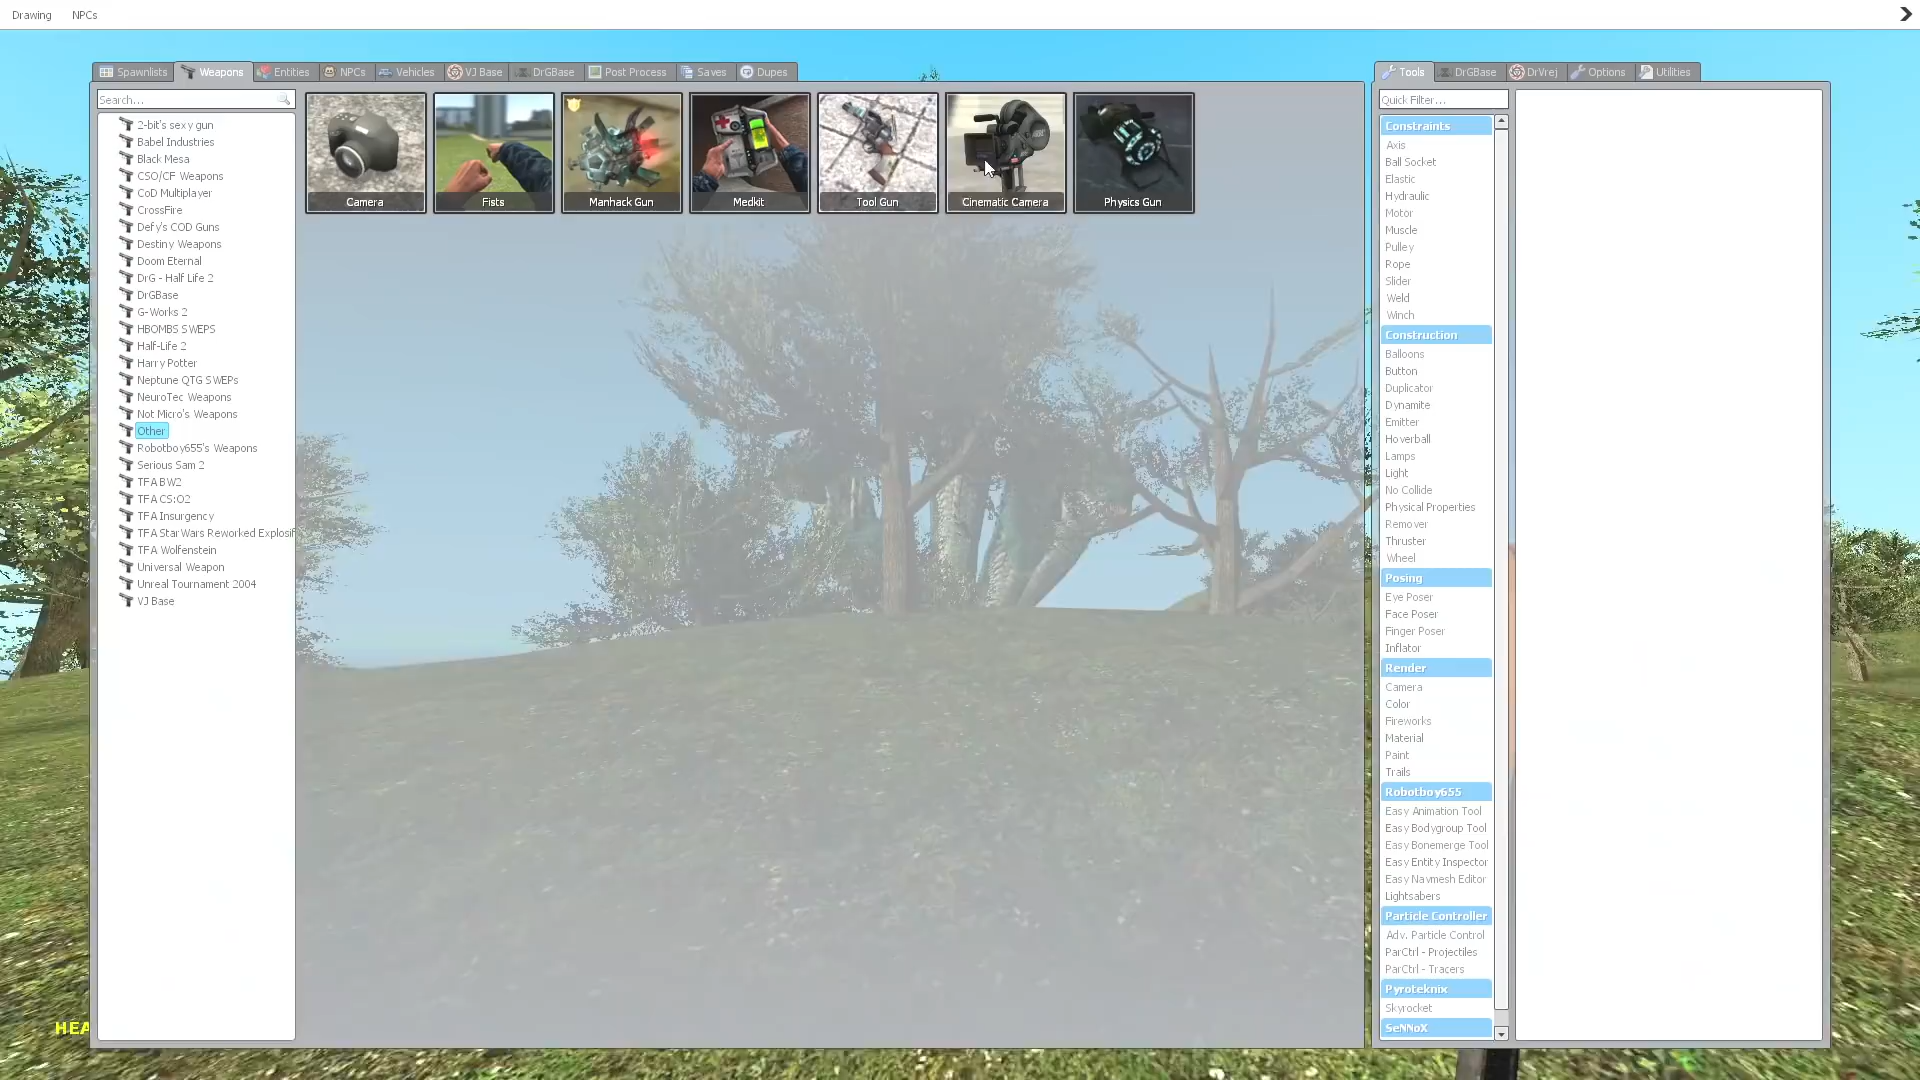 Drawing NPCs
Spawnlists Weapons Entities NPCs Vehicles VJ Base DrGBase Post Process Saves Dupes
Search...
2-bit's sexy gun
Babel Industries
Black Mesa
CSO/CF Weapons
CoD Multiplayer
CrossFire
Defy's COD Guns
Destiny Weapons
Doom Eternal
DrG - Half Life 2
DrGBase
G-Works 2
HBOMBS SWEPS
Half-Life 2
Harry Potter
Neptune QTG SWEPs
NeuroTec Weapons
Not Micro's Weapons
Other
Robotboy655's Weapons
Serious Sam 2
TFA BW2
TFA CS:O2
TFA Insurgency
TFA StarWars Reworked Explosif
TFA Wolfenstein
Universal Weapon
Unreal Tournament 2004
VJ Base
Camera
Fists
Manhack Gun
Medkit
Tool Gun
Cinematic Camera
Physics Gun
Tools DrGBase DrVrej Options Utilities
Quick Filter...
Constraints
Axis
Ball Socket
Elastic
Hydraulic
Motor
Muscle
Pulley
Rope
Slider
Weld
Winch
Construction
Balloons
Button
Duplicator
Dynamite
Emitter
Hoverball
Lamps
Light
No Collide
Physical Properties
Remover
Thruster
Wheel
Posing
Eye Poser
Face Poser
Finger Poser
Inflator
Render
Camera
Color
Fireworks
Material
Paint
Trails
Robotboy655
Easy Animation Tool
Easy Bodygroup Tool
Easy Bonemerge Tool
Easy Entity Inspector
Easy Navmesh Editor
Lightsabers
Particle Controller
Adv. Particle Control
ParCtrl - Projectiles
ParCtrl - Tracers
Pyroteknix
Skyrocket
SeNNoX
HEA